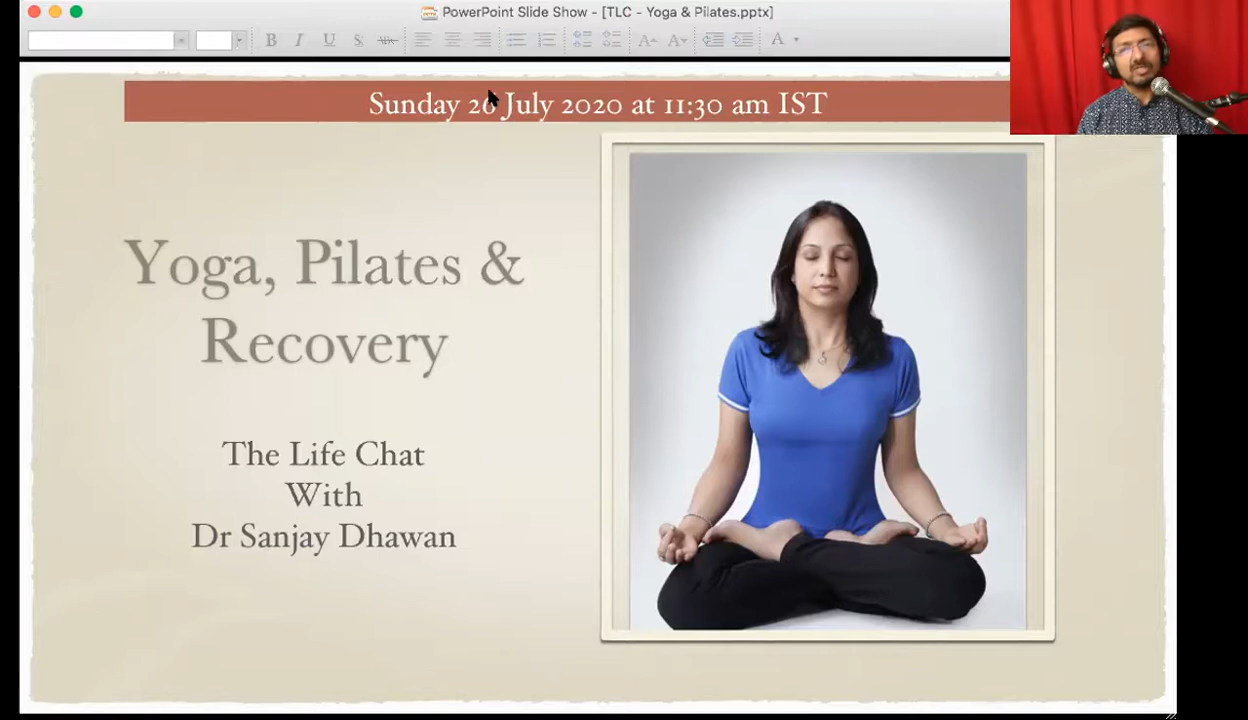 PowerPoint Slide Show - [TLC - Yoga & Pilates.pptx]
B I U S ABC A A A
Sunday 26 July 2020 at 11:30 am IST
Yoga, Pilates &
Recovery
The Life Chat
With
Dr Sanjay Dhawan